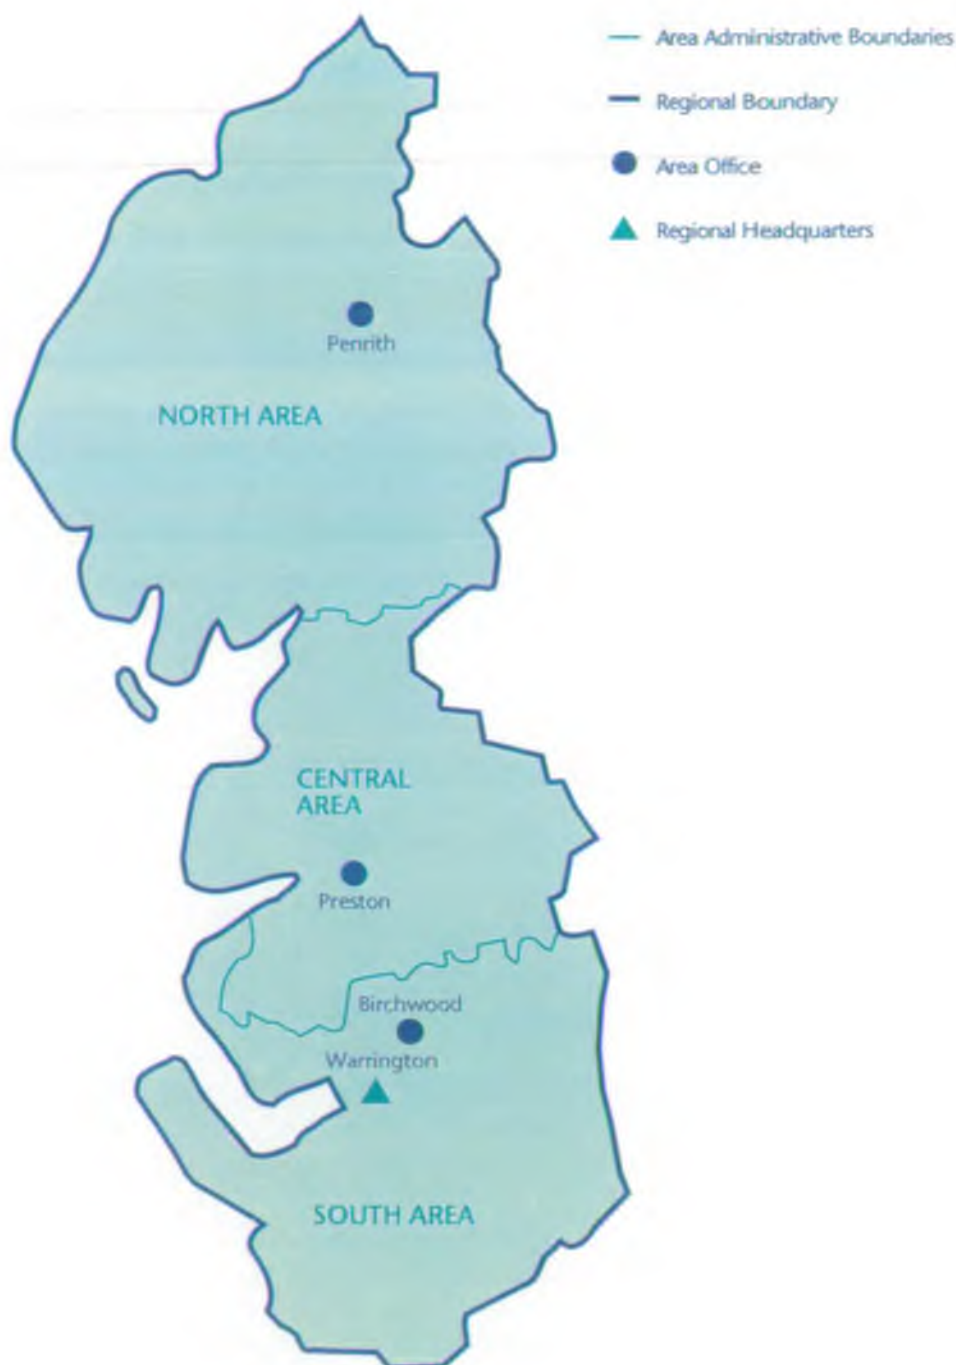 Area Administrative Boundaries
Regional Boundary
Area Office
Regional Headquarters
Penrith
NORTH AREA
CENTRAL
AREA
Preston
Birchwood
Warrington
SOUTH AREA